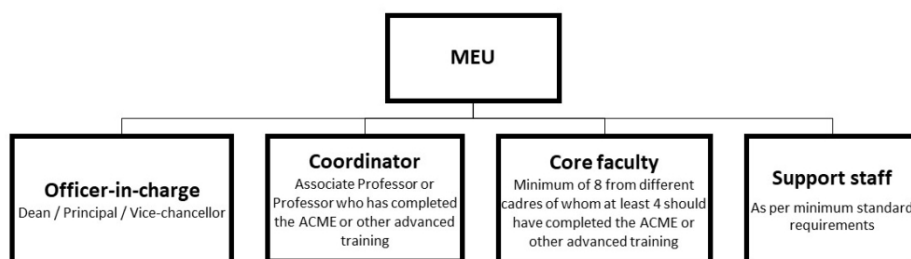 MEU
Officer-in-charge
Dean / Principal / Vice-chancellor
Coordinator
Associate Professor or
Professor who has completed
the ACME or other advanced
training
Core faculty
Minimum of 8 from different
cadres of whom at least 4 should
have completed the ACME or
other advanced training
Support staff
As per minimum standard
requirements